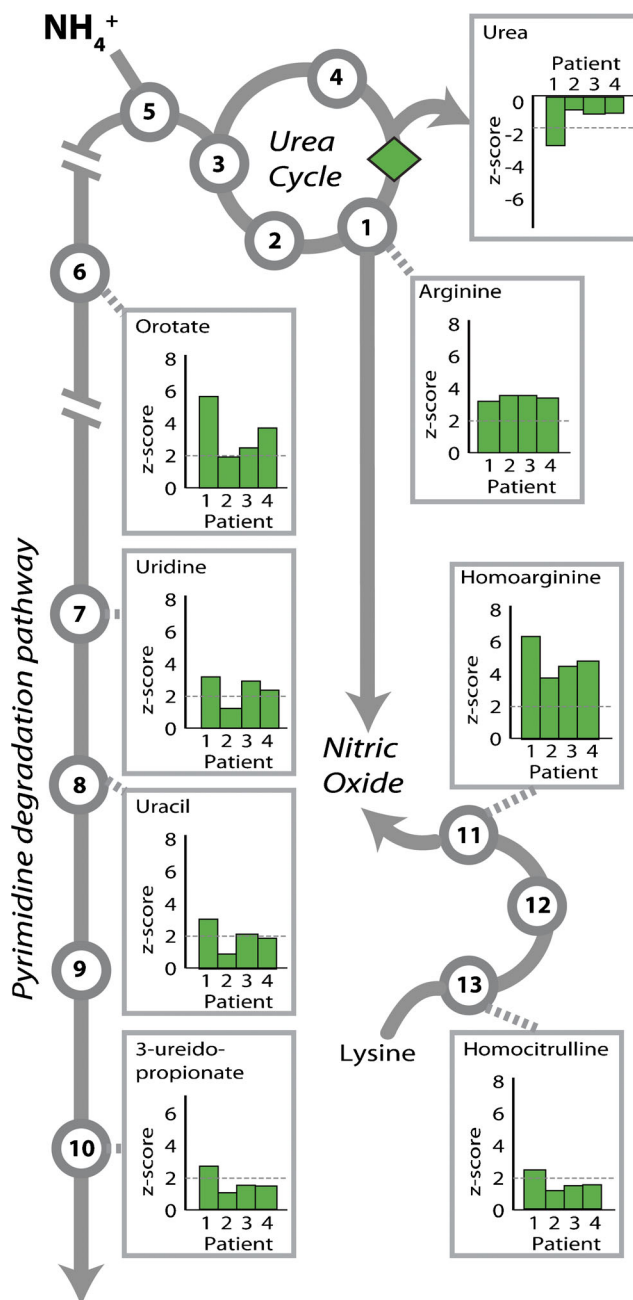 NH₄⁺
5
4
3
Urea
Cycle
2
1
6
Urea
Patient
1 2 3 4
0
-2
-4
-6
z-score
Arginine
8
6
4
2
0
z-score
1 2 3 4
Patient
Orotate
8
6
4
2
0
z-score
1 2 3 4
Patient
Pyrimidine degradation pathway
7
Uridine
8
6
4
2
0
z-score
1 2 3 4
Patient
8
Uracil
8
6
4
2
0
z-score
1 2 3 4
Patient
9
10
3-ureido-
propionate
6
4
2
0
z-score
1 2 3 4
Patient
Nitric
Oxide
Homoarginine
8
6
4
2
0
z-score
1 2 3 4
Patient
11
12
13
Lysine
Homocitrulline
8
6
4
2
0
z-score
1 2 3 4
Patient